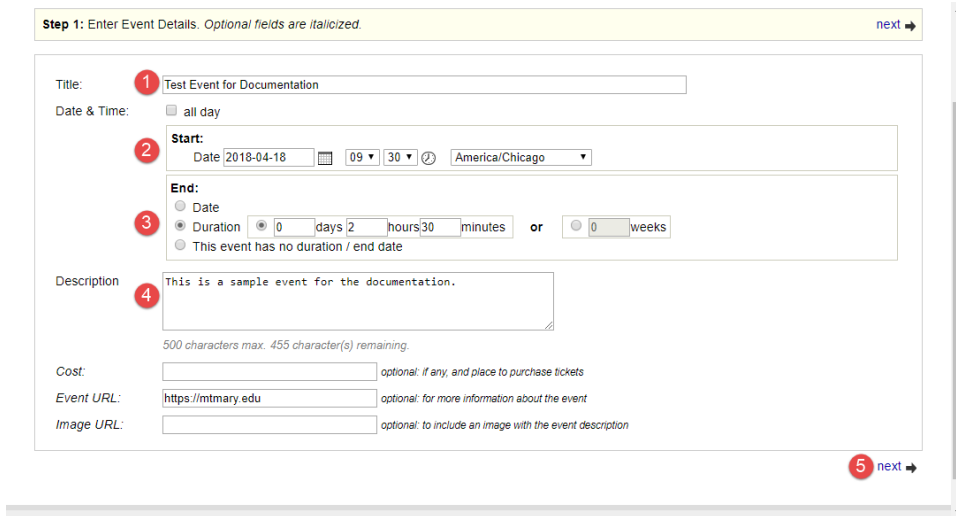 Step 1: Enter Event Details. Optional fields are italicized. next
Title: 1 Test Event for Documentation
Date & Time: all day
Start:
2 Date 2018-04-18 09 30 America/Chicago
End:
Date
3 Duration 0 days 2 hours 30 minutes or 0 weeks
This event has no duration / end date
Description 4 This is a sample event for the documentation.
500 characters max. 455 character(s) remaining.
Cost: optional: if any, and place to purchase tickets
Event URL: https://mtmary.edu optional: for more information about the event
Image URL: optional: to include an image with the event description
5 next